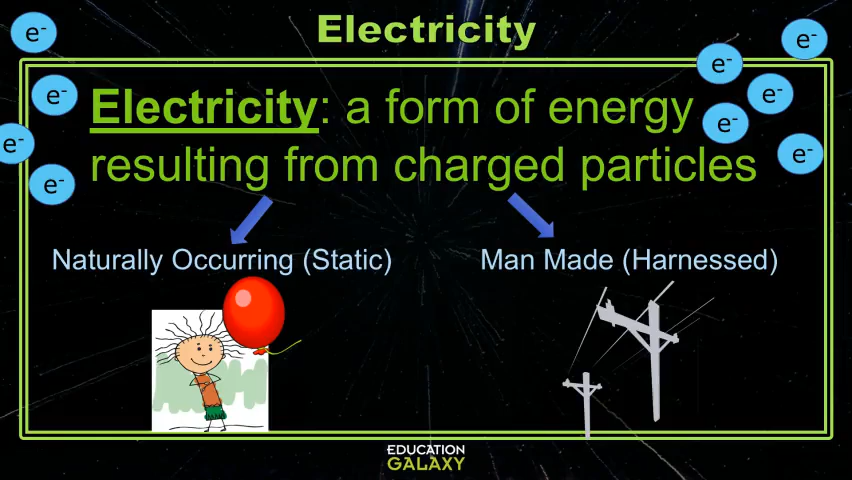 Electricity
e-
e-
e-
e-
e-
e-
e-
e-
e-
Electricity: a form of energy
resulting from charged particles
Naturally Occurring (Static)
Man Made (Harnessed)
EDUCATION
GALAXY